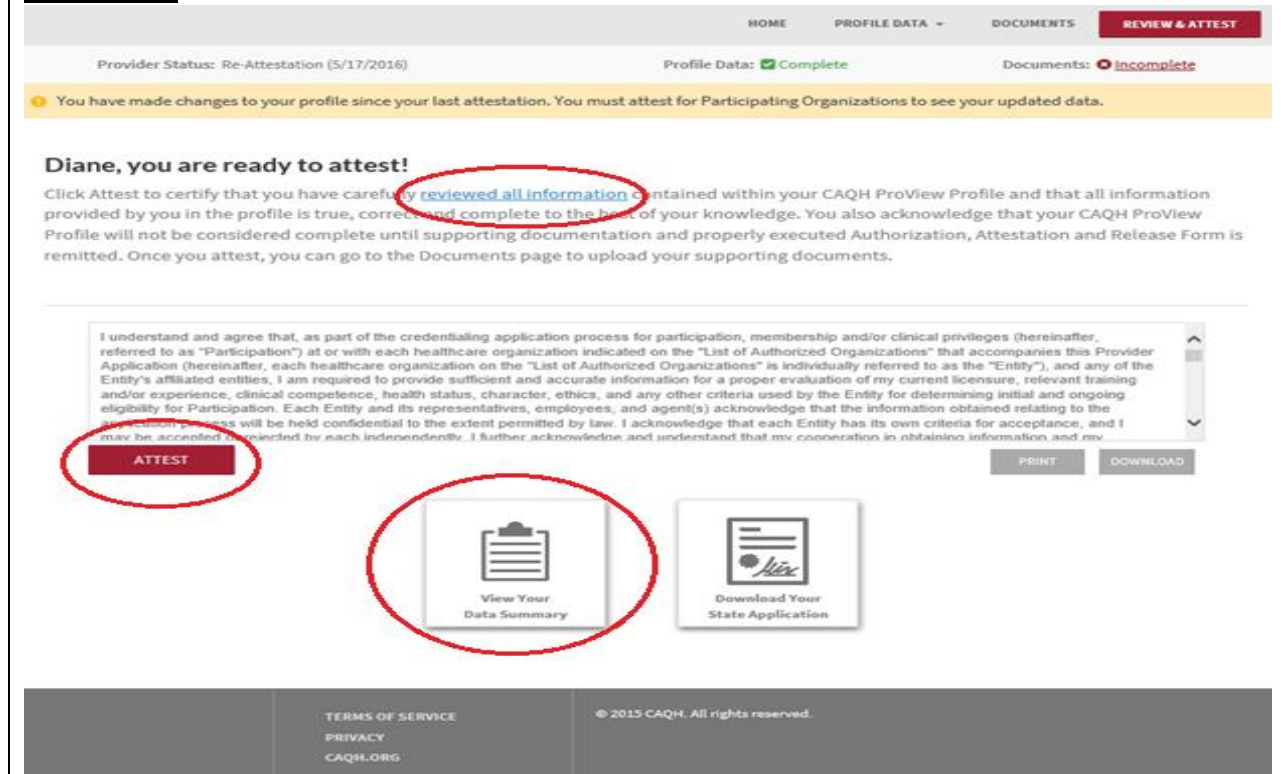 HOME PROFILE DATA DOCUMENTS REVIEW & ATTEST
Provider Status: Re-Attestation (5/17/2016) Profile Data: Complete Documents: Incomplete
You have made changes to your profile since your last attestation. You must attest for Participating Organizations to see your updated data.
Diane, you are ready to attest!
Click Attest to certify that you have carefully reviewed all information contained within your CAQH ProView Profile and that all information
provided by you in the profile is true, correct and complete to the best of your knowledge. You also acknowledge that your CAQH ProView
Profile will not be considered complete until supporting documentation and properly executed Authorization, Attestation and Release Form is
remitted. Once you attest, you can go to the Documents page to upload your supporting documents.
I understand and agree that, as part of the credentialing application process for participation, membership and/or clinical privileges (hereinafter,
referred to as "Participation") at or with each healthcare organization indicated on the "List of Authorized Organizations" that accompanies this Provider
Application (hereinafter, each healthcare organization on the "List of Authorized Organizations" is individually referred to as the "Entity"), and any of the
Entity's affiliated entities, I am required to provide sufficient and accurate information for a proper evaluation of my current licensure, relevant training
and/or experience, clinical competence, health status, character, ethics, and any other criteria used by the Entity for determining initial and ongoing
eligibility for Participation. Each Entity and its representatives, employees, and agent(s) acknowledge that the information obtained relating to the
application process will be held confidential to the extent permitted by law. I acknowledge that each Entity has its own criteria for acceptance, and I
may be accepted or rejected by each independently. I further acknowledge and understand that my cooperation in obtaining information and my
ATTEST PRINT DOWNLOAD
View Your
Data Summary
Download Your
State Application
TERMS OF SERVICE © 2015 CAQH. All rights reserved.
PRIVACY
CAQH.ORG